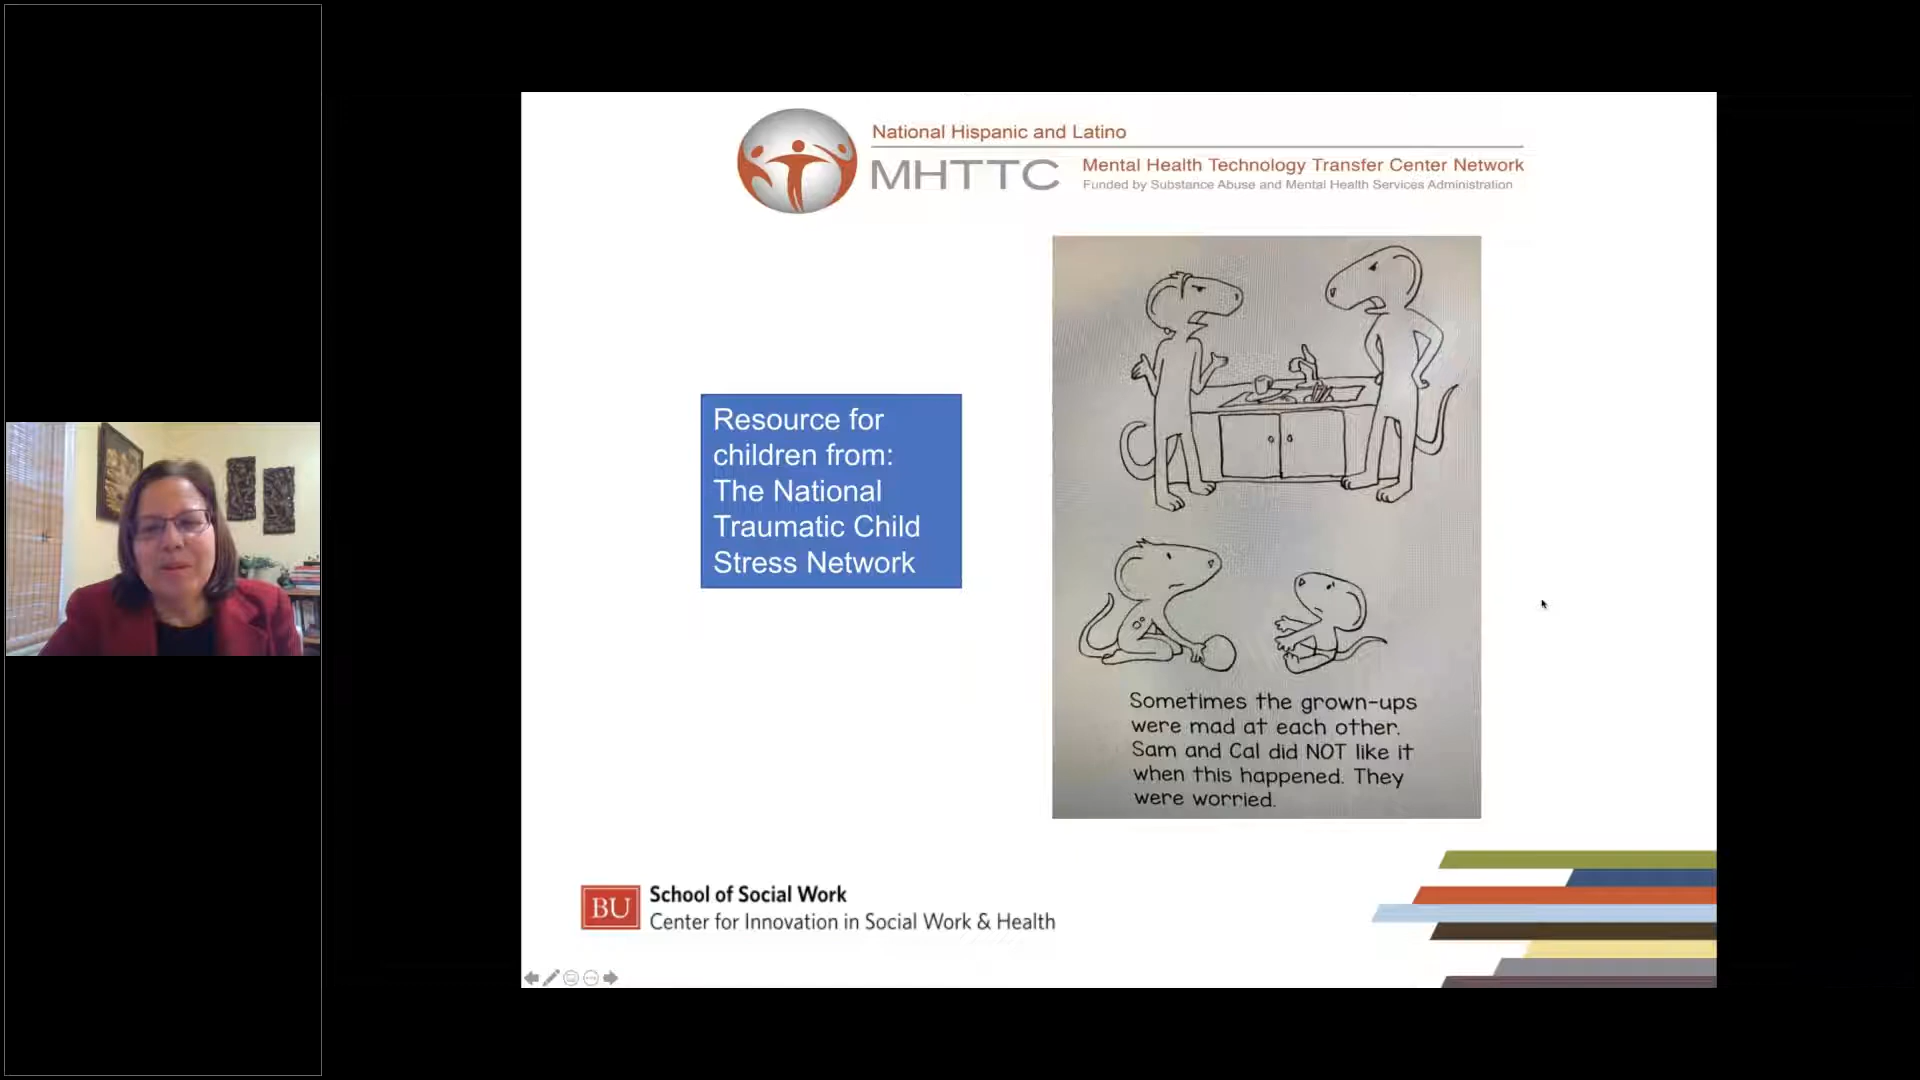 National Hispanic and Latino
MHTTC
Mental Health Technology Transfer Center Network
Funded by Substance Abuse and Mental Health Services Administration
Resource for
children from:
The National
Traumatic Child
Stress Network
Sometimes the grown-ups
were mad at each other.
Sam and Cal did NOT like it
when this happened. They
were worried.
BU
School of Social Work
Center for Innovation in Social Work & Health